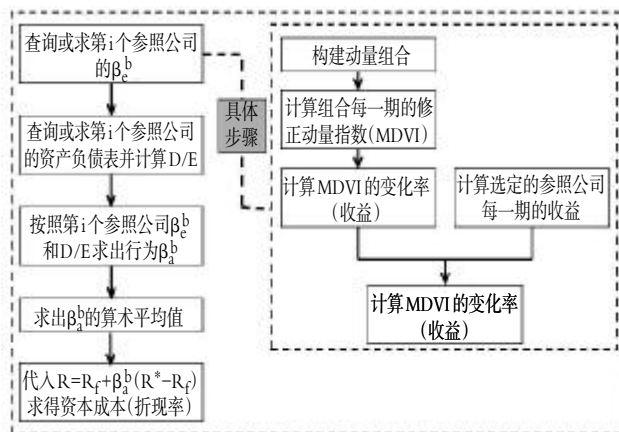 查询或求第i个参照公司
的βₑᵇ
查询或求第i个参照公司
的资产负债表并计算D/E
按照第i个参照公司βₑᵇ
和D/E求出行为βₐᵇ
求出βₐᵇ的算术平均值
代入R=R_f+βₐᵇ(R*−R_f)
求得资本成本(折现率)
具体
步骤
构建动量组合
计算组合每一期的修
正动量指数(MDVI)
计算MDVI的变化率
(收益)
计算选定的参照公司
每一期的收益
计算MDVI的变化率
(收益)